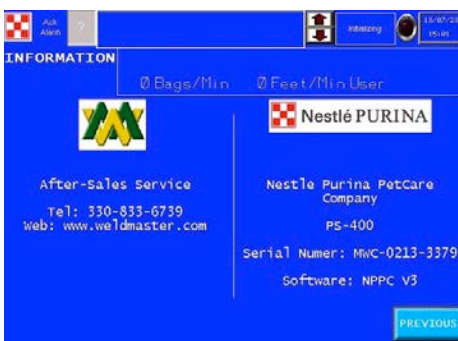 Ack
Alarm
?
Initializing
15:01
INFORMATION
0 Bags/Min
0 Feet/Min User
Nestlé PURINA
After-Sales Service
Tel: 330-833-6739
Web: www.weldmaster.com
Nestle Purina PetCare
Company
PS-400
Serial Numer: MWC-0213-3379
Software: NPPC V3
PREVIOUS